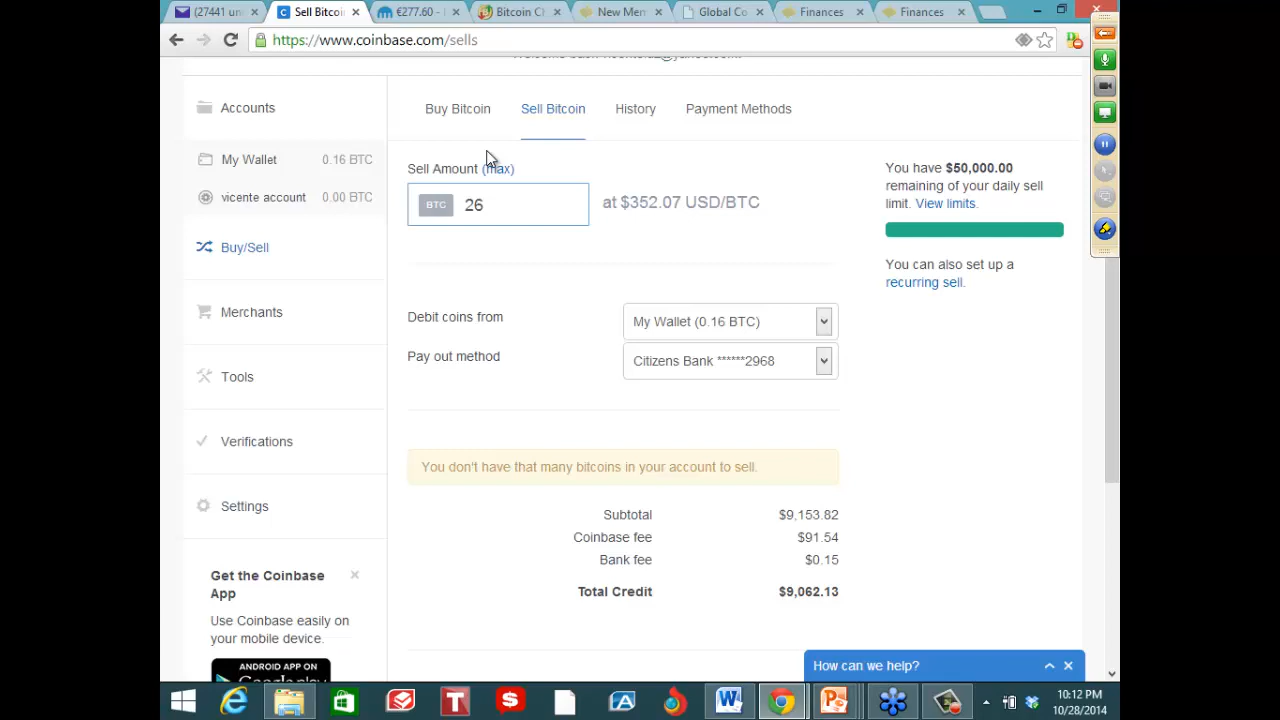 (27441 un
Sell Bitcoin
€277.60 -
Bitcoin C
New Mem
Global Co
Finances
Finances
https://www.coinbase.com/sells
Accounts
My Wallet 0.16 BTC
vicente account 0.00 BTC
Buy/Sell
Merchants
Tools
Verifications
Settings
Get the Coinbase
App
Use Coinbase easily on
your mobile device.
ANDROID APP ON
Buy Bitcoin Sell Bitcoin History Payment Methods
Sell Amount (max)
BTC 26 at $352.07 USD/BTC
Debit coins from My Wallet (0.16 BTC)
Pay out method Citizens Bank ******2968
You don't have that many bitcoins in your account to sell.
Subtotal $9,153.82
Coinbase fee $91.54
Bank fee $0.15
Total Credit $9,062.13
You have $50,000.00
remaining of your daily sell
limit. View limits.
You can also set up a
recurring sell.
How can we help?
10:12 PM
10/28/2014